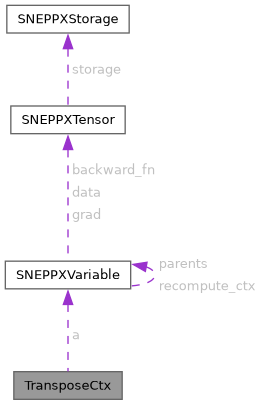 SNEPPXStorage
storage
SNEPPXTensor
backward_fn
data
grad
SNEPPXVariable
parents
recompute_ctx
a
TransposeCtx